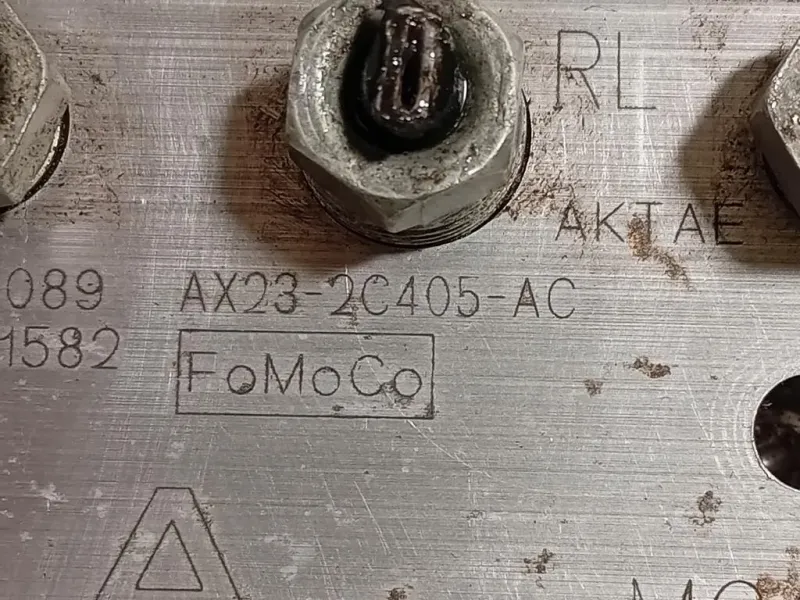 RL
AKTAE
089 AX23-2C405-AC
1582
FoMoCo